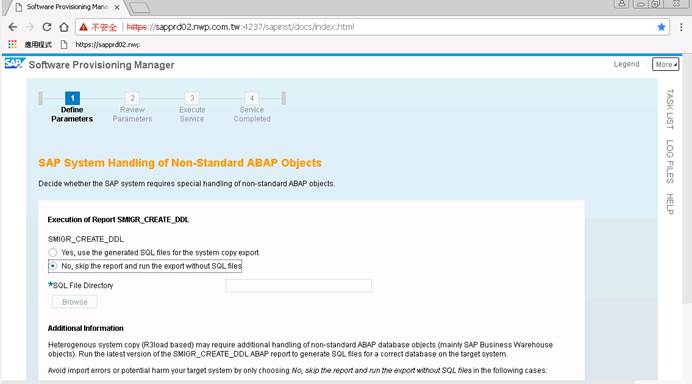 Software Provisioning Mana
不安全 https://sapprd02.nwp.com.tw:4237/sapinst/docs/index.html
應用程式 https://sapprd02.nwp
SAP Software Provisioning Manager Legend More
1 2 3 4
Define Parameters Review Parameters Execute Service Service Completed
TASK LIST
LOG FILES
HELP
SAP System Handling of Non-Standard ABAP Objects
Decide whether the SAP system requires special handling of non-standard ABAP objects.
Execution of Report SMIGR_CREATE_DDL
SMIGR_CREATE_DDL
Yes, use the generated SQL files for the system copy export
No, skip the report and run the export without SQL files
*SQL File Directory
Browse
Additional Information
Heterogenous system copy (R3load based) may require additional handling of non-standard ABAP database objects (mainly SAP Business Warehouse
objects). Run the latest version of the SMIGR_CREATE_DDL ABAP report to generate SQL files for a correct database on the target system.
Avoid import errors or potential harm your target system by only choosing No, skip the report and run the export without SQL files in the following cases: